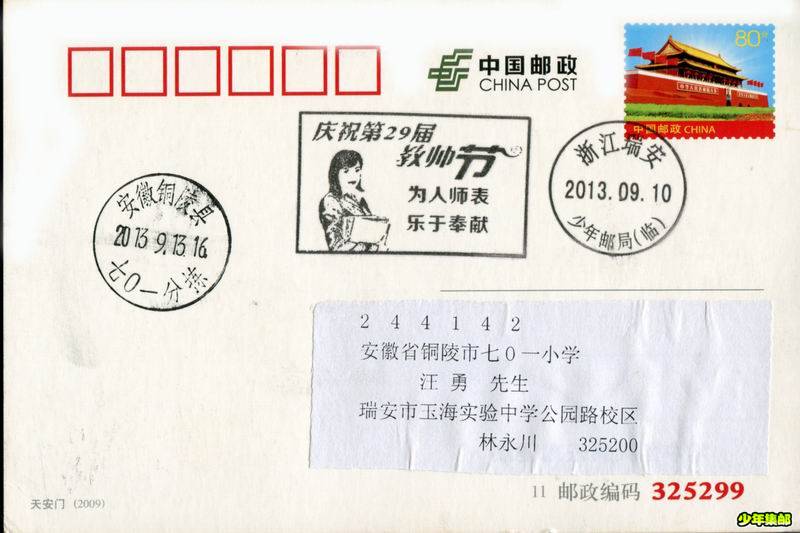 中国邮政
CHINA POST
80分
中国邮政 CHINA
庆祝第29届
教师节
为人师表
乐于奉献
浙江瑞安
2013.09.10
少年邮局(临)
安徽铜陵县
2013.9.13.16
七〇一分拣
244142
安徽省铜陵市七0一小学
汪勇 先生
瑞安市玉海实验中学公园路校区
林永川 325200
11 邮政编码 325299
天安门 (2009)
少年集邮